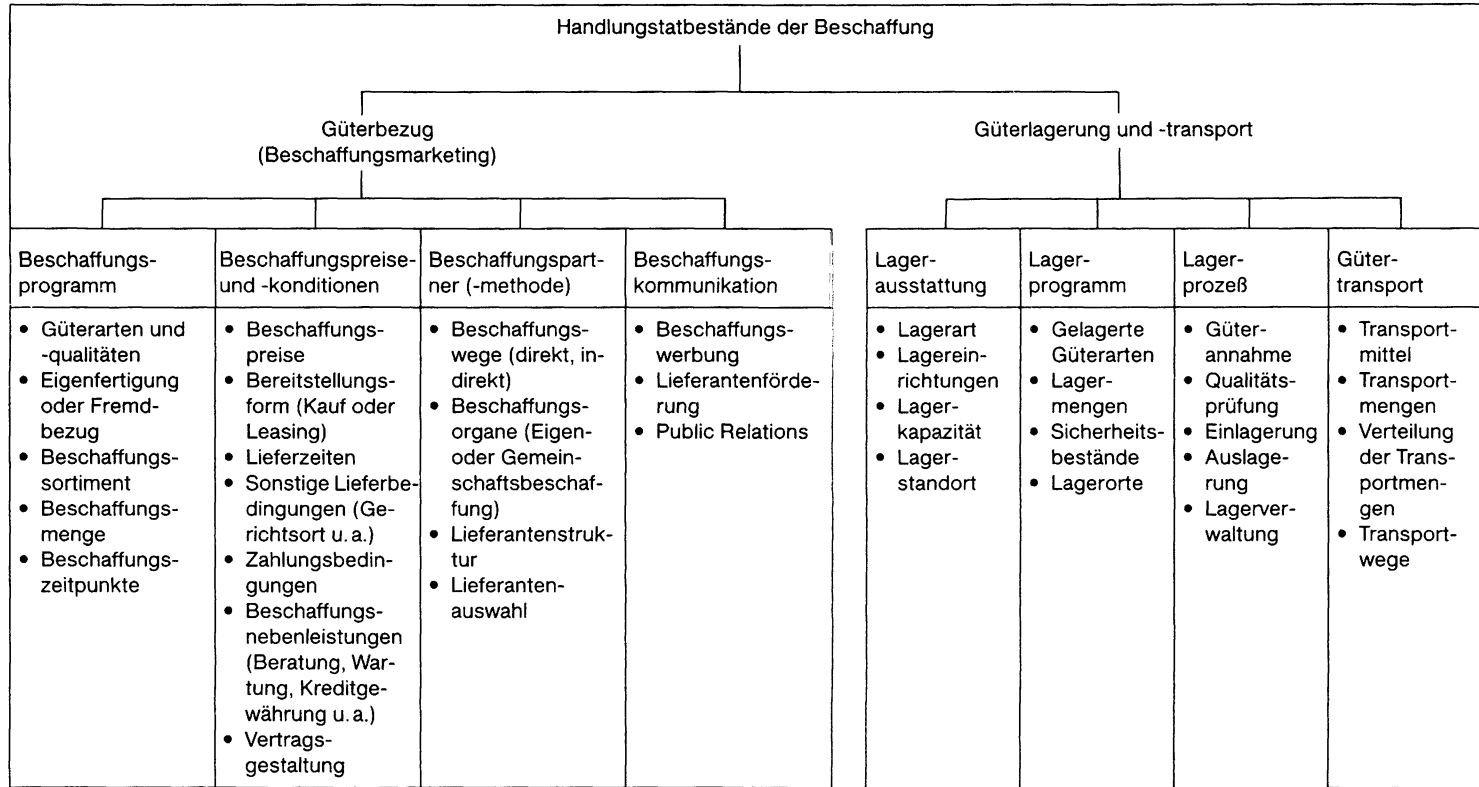 Handlungstatbestände der Beschaffung
Güterbezug
(Beschaffungsmarketing)
Güterlagerung und -transport
Beschaffungs-
programm
• Güterarten und
-qualitäten
• Eigenfertigung
oder Fremd-
bezug
• Beschaffungs-
sortiment
• Beschaffungs-
menge
• Beschaffungs-
zeitpunkte
Beschaffungspreise-
und -konditionen
• Beschaffungs-
preise
• Bereitstellungs-
form (Kauf oder
Leasing)
• Lieferzeiten
• Sonstige Lieferbe-
dingungen (Ge-
richtsort u. a.)
• Zahlungsbedin-
gungen
• Beschaffungs-
nebenleistungen
(Beratung, War-
tung, Kreditge-
währung u. a.)
• Vertrags-
gestaltung
Beschaffungspart-
ner (-methode)
• Beschaffungs-
wege (direkt, in-
direkt)
• Beschaffungs-
organe (Eigen-
oder Gemein-
schaftsbeschaf-
fung)
• Lieferantenstruk-
tur
• Lieferanten-
auswahl
Beschaffungs-
kommunikation
• Beschaffungs-
werbung
• Lieferantenförde-
rung
• Public Relations
Lager-
ausstattung
• Lagerart
• Lagerein-
richtungen
• Lager-
kapazität
• Lager-
standort
Lager-
programm
• Gelagerte
Güterarten
• Lager-
mengen
• Sicherheits-
bestände
• Lagerorte
Lager-
prozeß
• Güter-
annahme
• Qualitäts-
prüfung
• Einlagerung
• Auslage-
rung
• Lagerver-
waltung
Güter-
transport
• Transport-
mittel
• Transport-
mengen
• Verteilung
der Trans-
portmen-
gen
• Transport-
wege